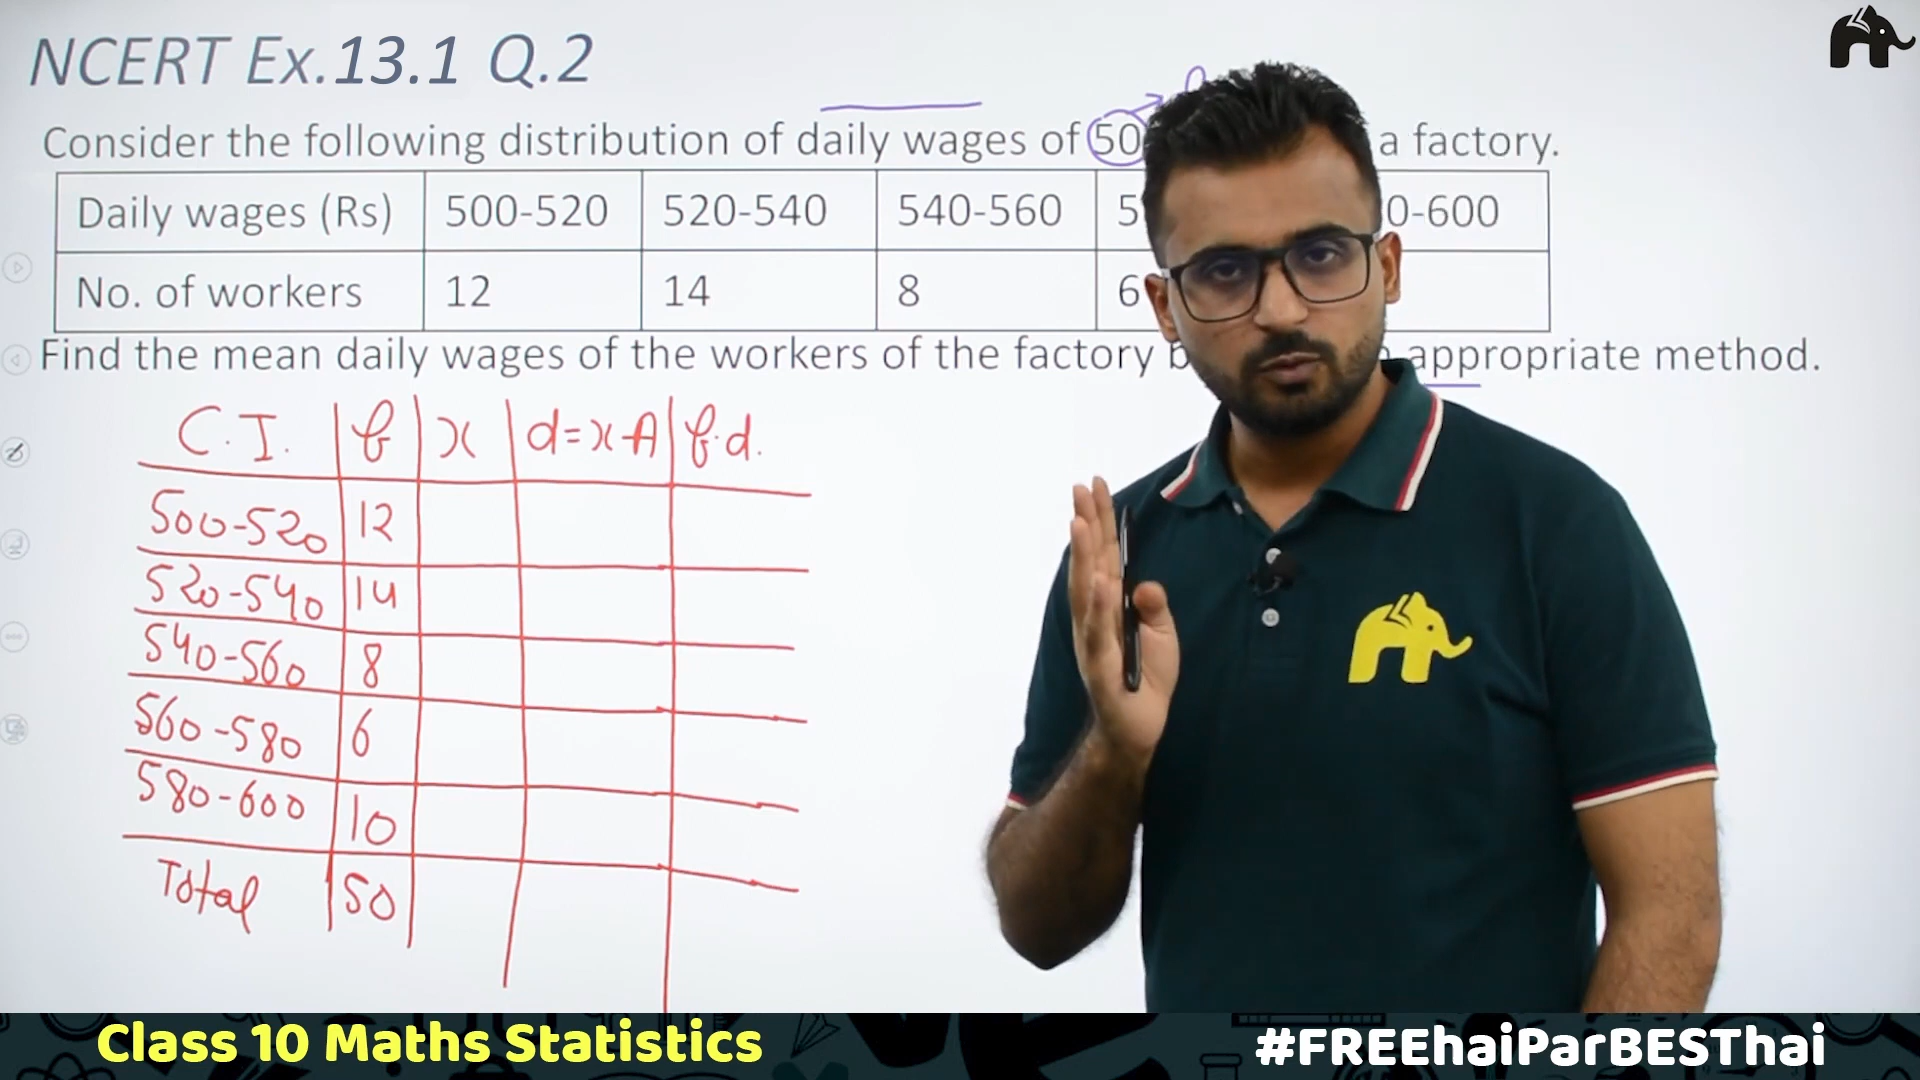 NCERT Ex.13.1 Q.2
Consider the following distribution of daily wages of 50 a factory.
Daily wages (Rs) 500-520 520-540 540-560 5 0-600
No. of workers 12 14 8 6
Find the mean daily wages of the workers of the factory appropriate method.
C.I. f x d=x-A f.d.
500-520 12
520-540 14
540-560 8
560-580 6
580-600 10
Total 50
Class 10 Maths Statistics
#FREEhaiParBESThai